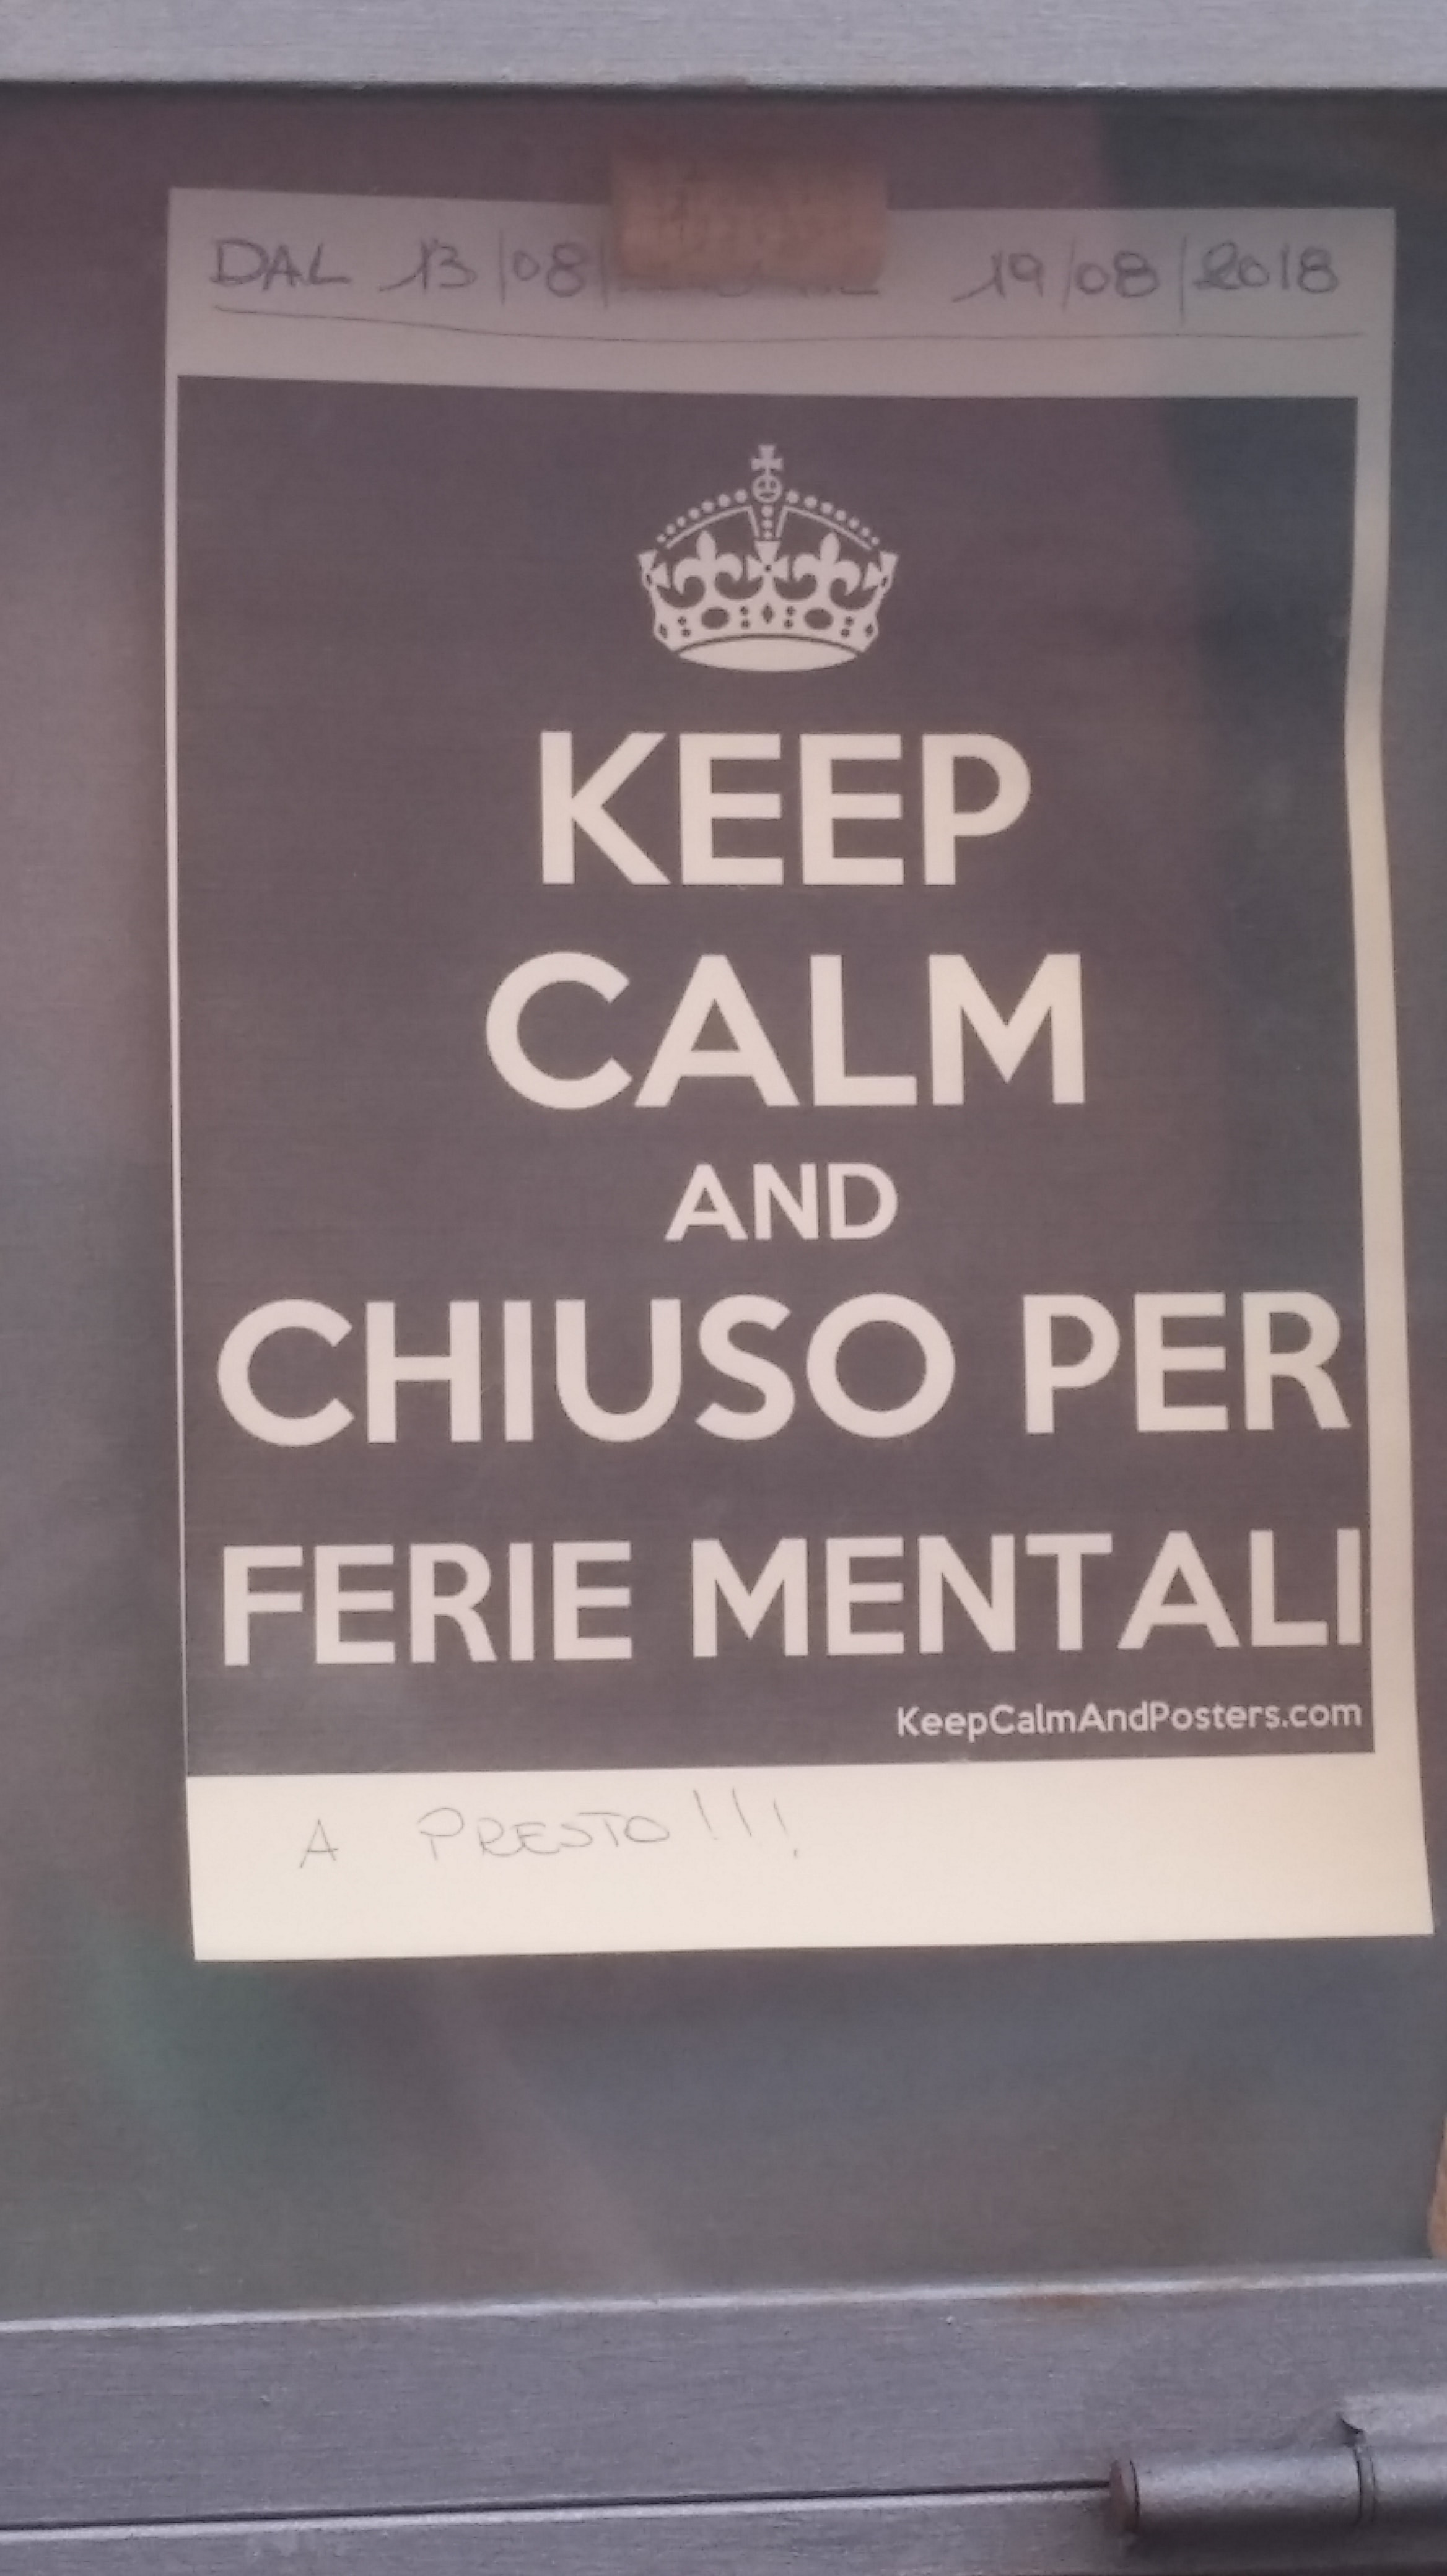 DAL 13/08/ 19/08/2018
KEEP
CALM
AND
CHIUSO PER
FERIE MENTALI
KeepCalmAndPosters.com
A PRESTO!!!